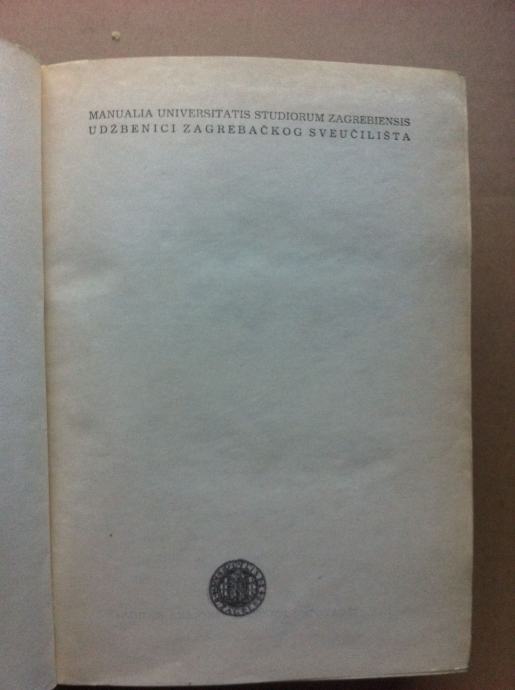 MANUALIA UNIVERSITATIS STUDIORUM ZAGREBIENSIS
UDŽBENICI ZAGREBAČKOG SVEUČILIŠTA